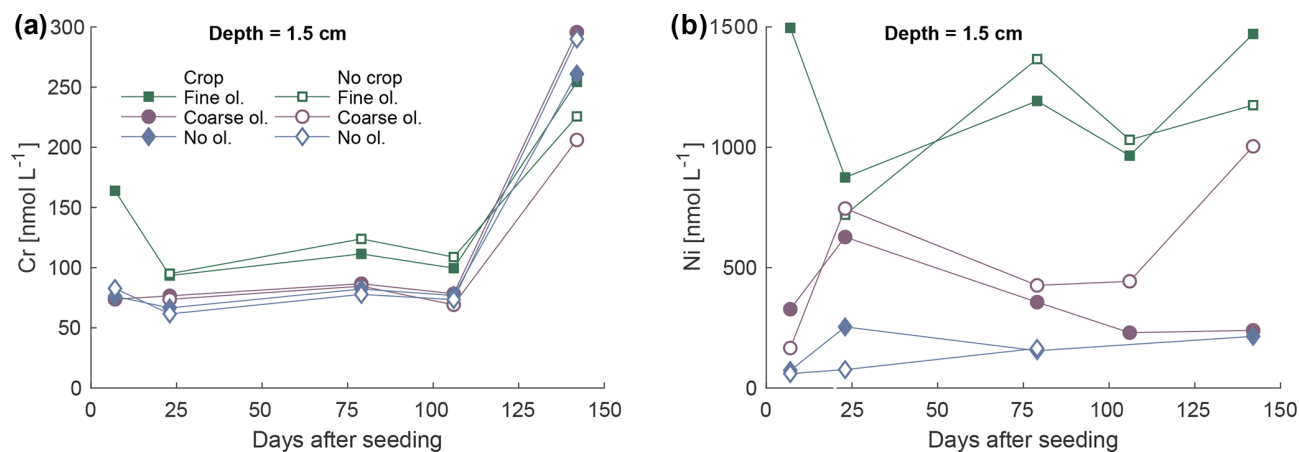 (a)
Depth = 1.5 cm
300
250
200
150
100
50
0
Cr [nmol L⁻¹]
Crop No crop
Fine ol. Fine ol.
Coarse ol. Coarse ol.
No ol. No ol.
0 25 50 75 100 125 150
Days after seeding
(b)
Depth = 1.5 cm
1500
1000
500
0
Ni [nmol L⁻¹]
0 25 50 75 100 125 150
Days after seeding